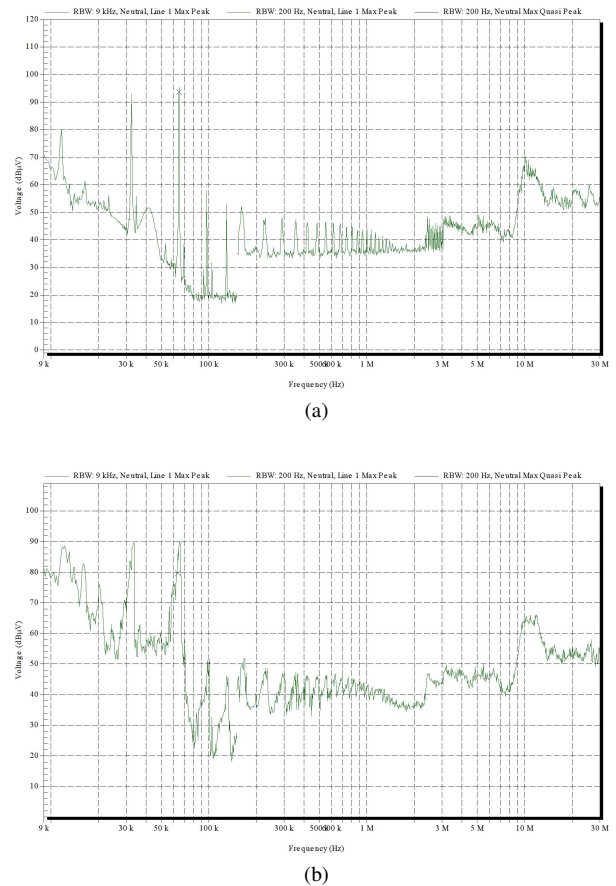 RBW: 9 kHz, Neutral, Line 1 Max Peak RBW: 200 Hz, Neutral, Line 1 Max Peak RBW: 200 Hz, Neutral Max Quasi Peak
120
110
100
90
80
70
60
50
40
30
20
10
0
Voltage (dBµV)
9 k 30 k 50 k 100 k 300 k 1 M 3 M 5 M 10 M 30 M
Frequency (Hz)
(a)
RBW: 9 kHz, Neutral, Line 1 Max Peak RBW: 200 Hz, Neutral, Line 1 Max Peak RBW: 200 Hz, Neutral Max Quasi Peak
100
90
80
70
60
50
40
30
20
10
Voltage (dBµV)
9 k 30 k 50 k 100 k 300 k 1 M 3 M 5 M 10 M 30 M
Frequency (Hz)
(b)